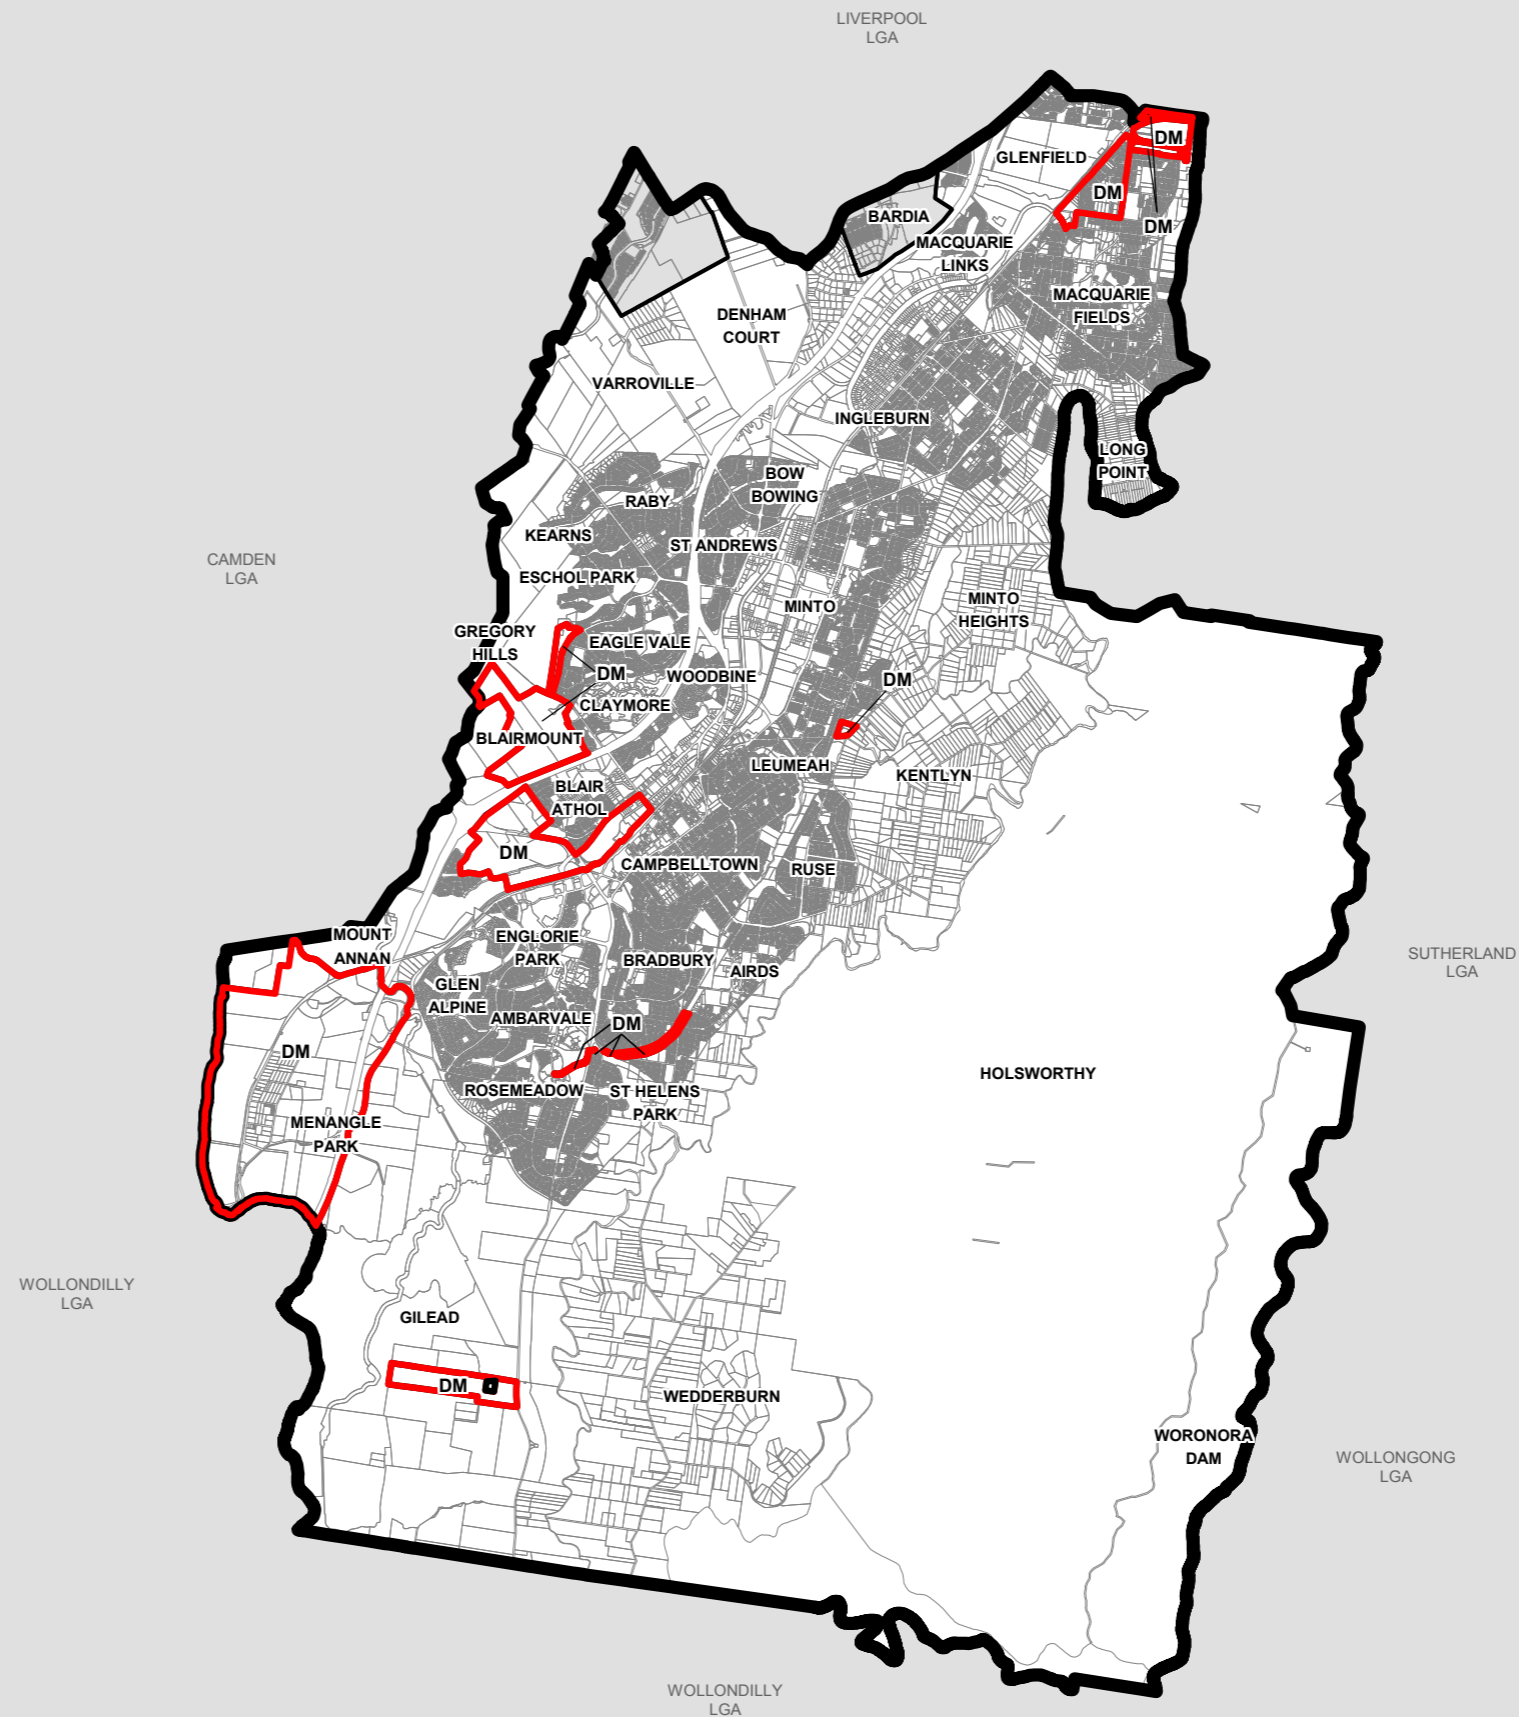 LIVERPOOL
LGA
DM
GLENFIELD
DM
BARDIA
DM
MACQUARIE
LINKS
MACQUARIE
FIELDS
DENHAM
COURT
VARROVILLE
INGLEBURN
LONG
POINT
BOW
BOWING
RABY
KEARNS
ST ANDREWS
CAMDEN
LGA
ESCHOL PARK
MINTO
MINTO
HEIGHTS
GREGORY
HILLS
EAGLE VALE
DM
WOODBINE
DM
CLAYMORE
BLAIRMOUNT
LEUMEAH
KENTLYN
BLAIR
ATHOL
DM
CAMPBELLTOWN
RUSE
MOUNT
ANNAN
ENGLORIE
PARK
BRADBURY
AIRDS
SUTHERLAND
LGA
GLEN
ALPINE
AMBARVALE
DM
DM
HOLSWORTHY
ROSEMEADOW
ST HELENS
PARK
MENANGLE
PARK
WOLLONDILLY
LGA
GILEAD
DM
WEDDERBURN
WORONORA
DAM
WOLLONGONG
LGA
WOLLONDILLY
LGA